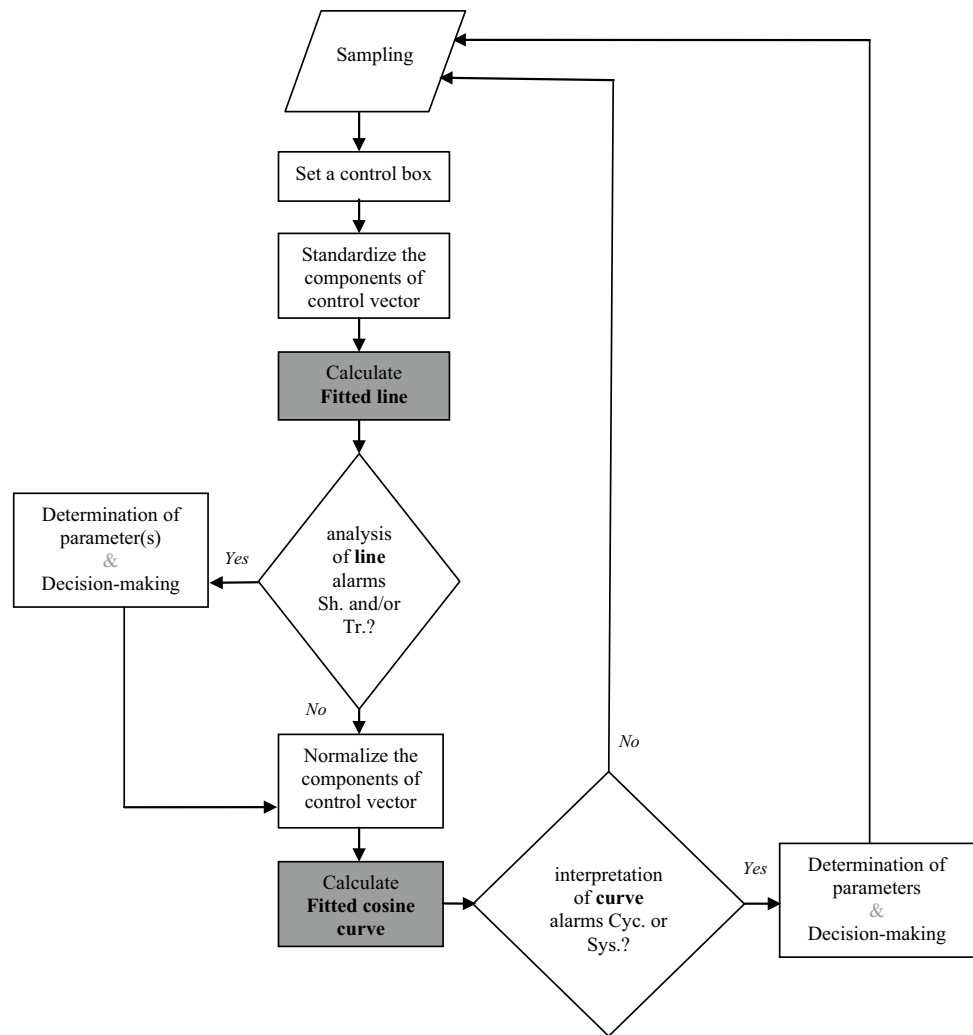 Sampling
Set a control box
Standardize the
components of
control vector
Calculate
Fitted line
analysis
of line
alarms
Sh. and/or
Tr.?
Yes
Determination of
parameter(s)
&
Decision-making
No
Normalize the
components of
control vector
Calculate
Fitted cosine
curve
interpretation
of curve
alarms Cyc. or
Sys.?
No
Yes
Determination of
parameters
&
Decision-making